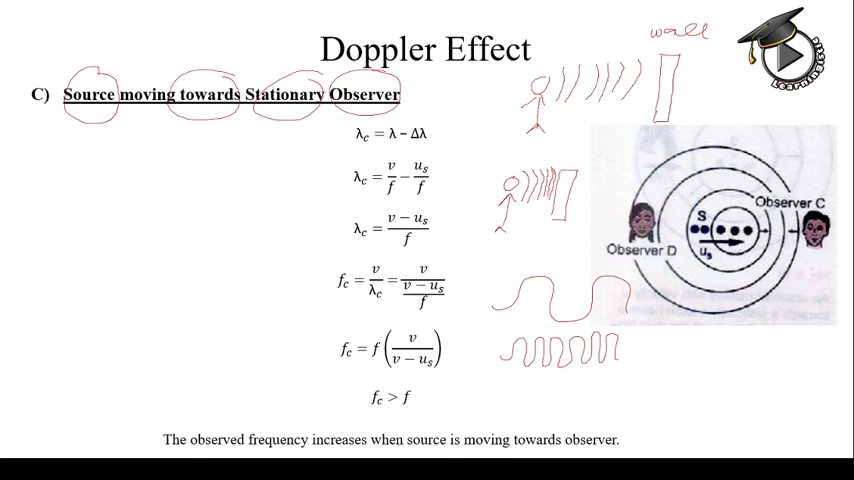 Doppler Effect
wall
C) Source moving towards Stationary Observer
λc = λ − Δλ
λc = v/f − us/f
λc = (v − us)/f
fc = v/λc = v/((v − us)/f)
fc = f (v/(v − us))
fc > f
Observer C
S
Observer D
us
The observed frequency increases when source is moving towards observer.